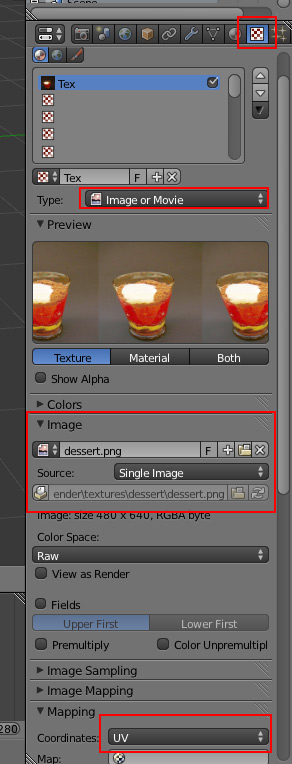 Scene
Tex
Tex F
Type: Image or Movie
Preview
Texture Material Both
Show Alpha
Colors
Image
dessert.png F
Source: Single Image
ender\textures\dessert\dessert.png
Image: size 480 x 640, RGBA byte
Color Space:
Raw
View as Render
Fields
Upper First Lower First
Premultiply Color Unpremultipl
Image Sampling
Image Mapping
Mapping
280 Coordinates: UV
Map: